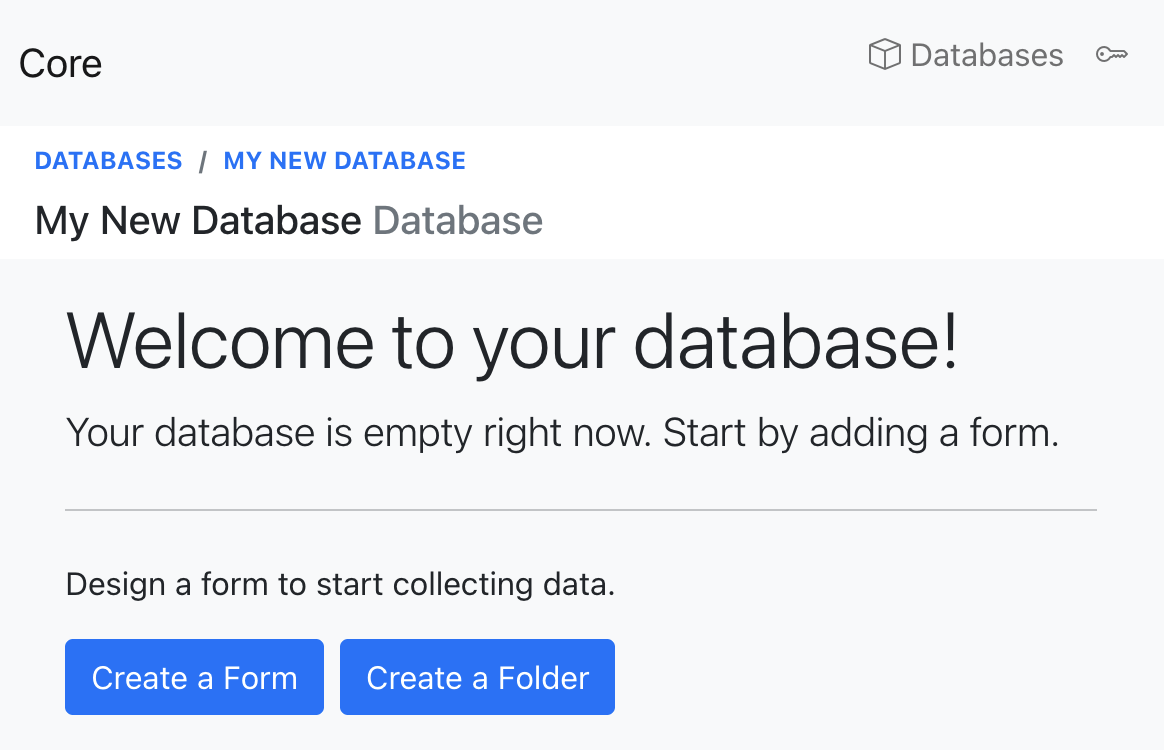 Core
Databases
DATABASES / MY NEW DATABASE
My New Database Database
Welcome to your database!
Your database is empty right now. Start by adding a form.
Design a form to start collecting data.
Create a Form
Create a Folder